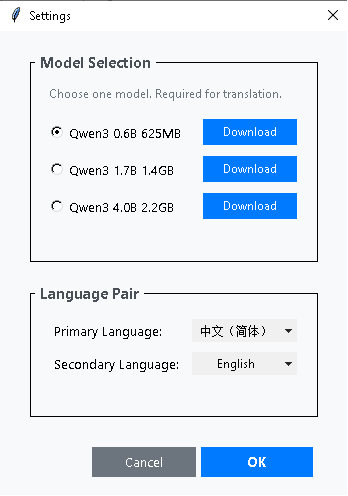 Settings
Model Selection
Choose one model. Required for translation.
Qwen3 0.6B 625MB Download
Qwen3 1.7B 1.4GB Download
Qwen3 4.0B 2.2GB Download
Language Pair
Primary Language: 中文（简体）
Secondary Language: English
Cancel OK